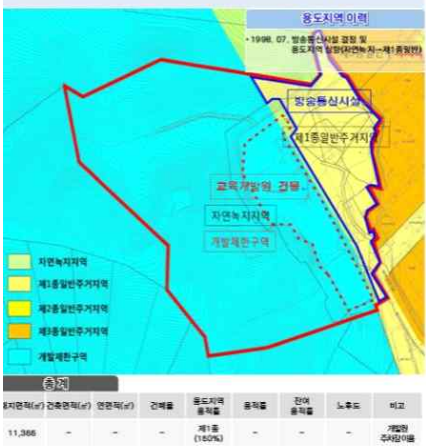 용도지역 이력
· 1998. 07. 방송통신시설 결정 및
용도지역 상향(자연녹지→제1종일반)
방송통신시설
제1종일반주거지역
교육개발원 건물
자연녹지지역
개발제한구역
자연녹지지역
제1종일반주거지역
제2종일반주거지역
제3종일반주거지역
개발제한구역
총계
대지면적(㎡) 건축면적(㎡) 연면적(㎡) 건폐율 용도지역 용적률 용적률 잔여 용적률 노후도 비고
11,366 - - - 제1종 (150%) - - - 개발원 주차장이용